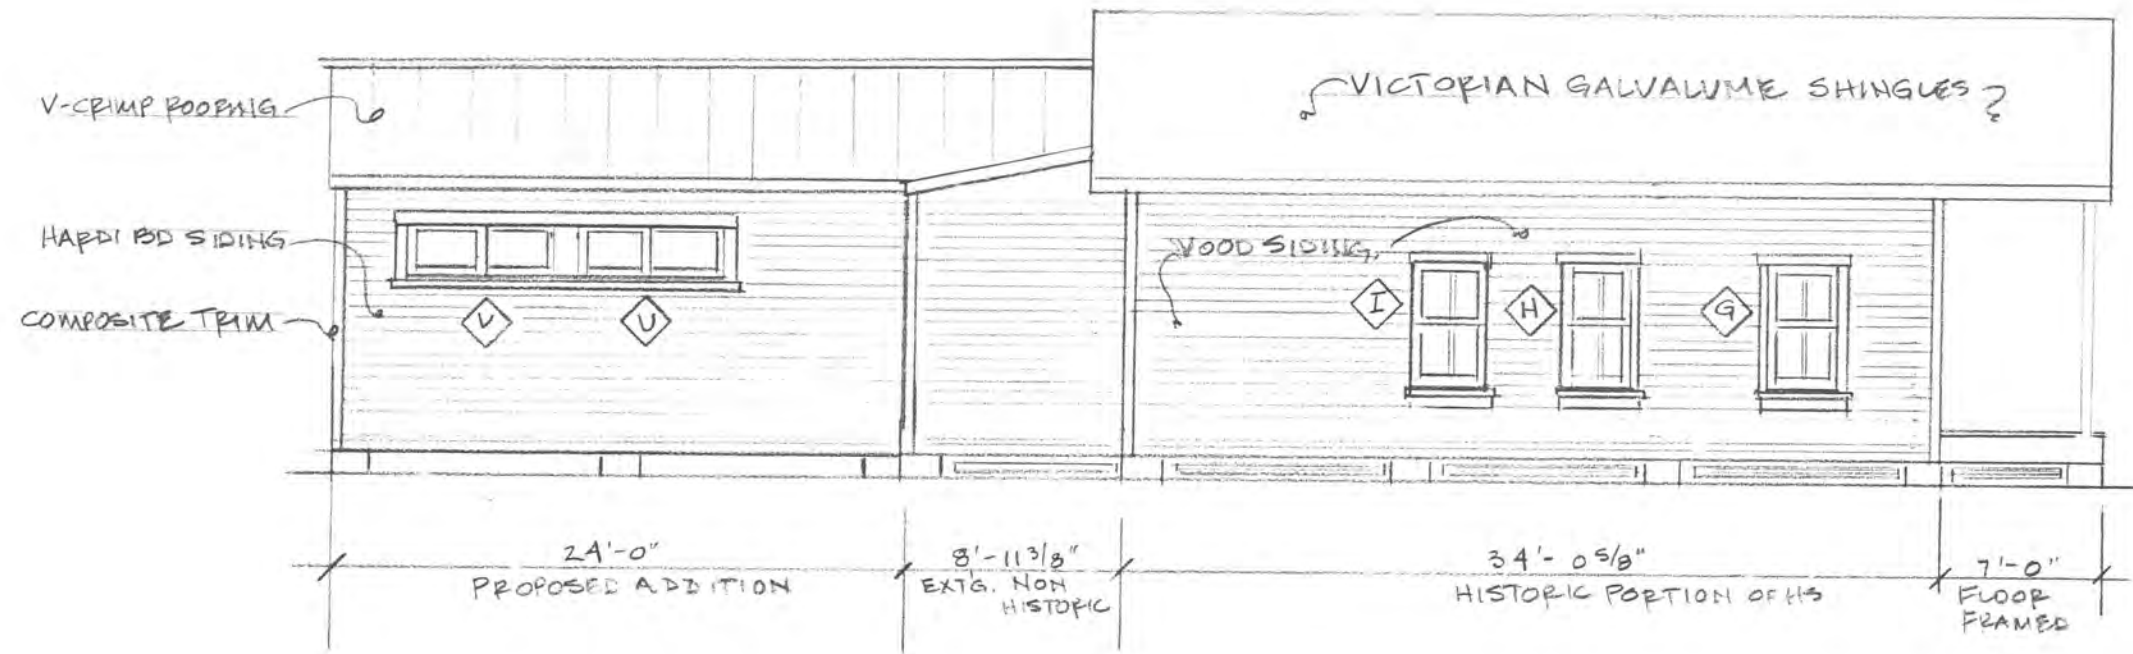 VICTORIAN GALVALUME SHINGLES
V-CRIMP ROOFING
HARDI BD SIDING
WOOD SIDING
COMPOSITE TRIM
V
U
I
H
G
24'-0"
PROPOSED ADDITION
8'-11 3/8"
EXTG. NON
HISTORIC
34'-0 5/8"
HISTORIC PORTION OF HS
7'-0"
FLOOR
FRAMED